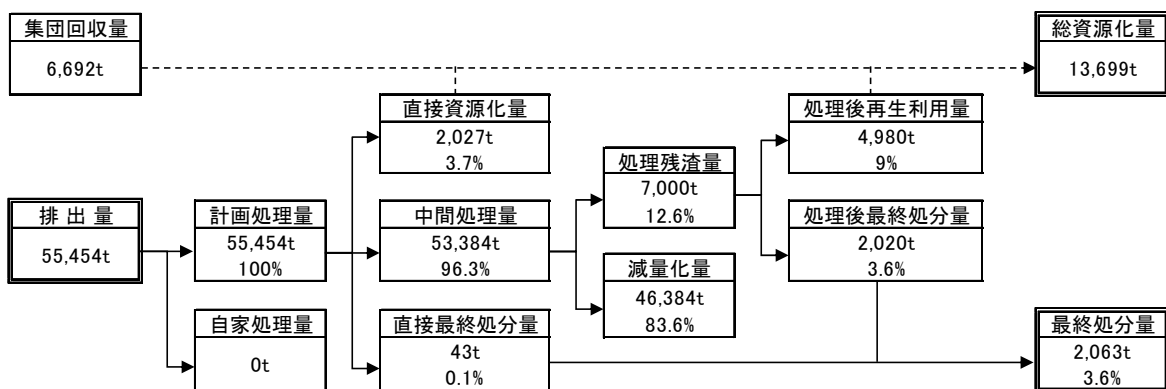 集団回収量
6,692t
総資源化量
13,699t
直接資源化量
2,027t
3.7%
処理後再生利用量
4,980t
9%
処理残渣量
7,000t
12.6%
排出量
55,454t
計画処理量
55,454t
100%
中間処理量
53,384t
96.3%
処理後最終処分量
2,020t
3.6%
減量化量
46,384t
83.6%
自家処理量
0t
直接最終処分量
43t
0.1%
最終処分量
2,063t
3.6%